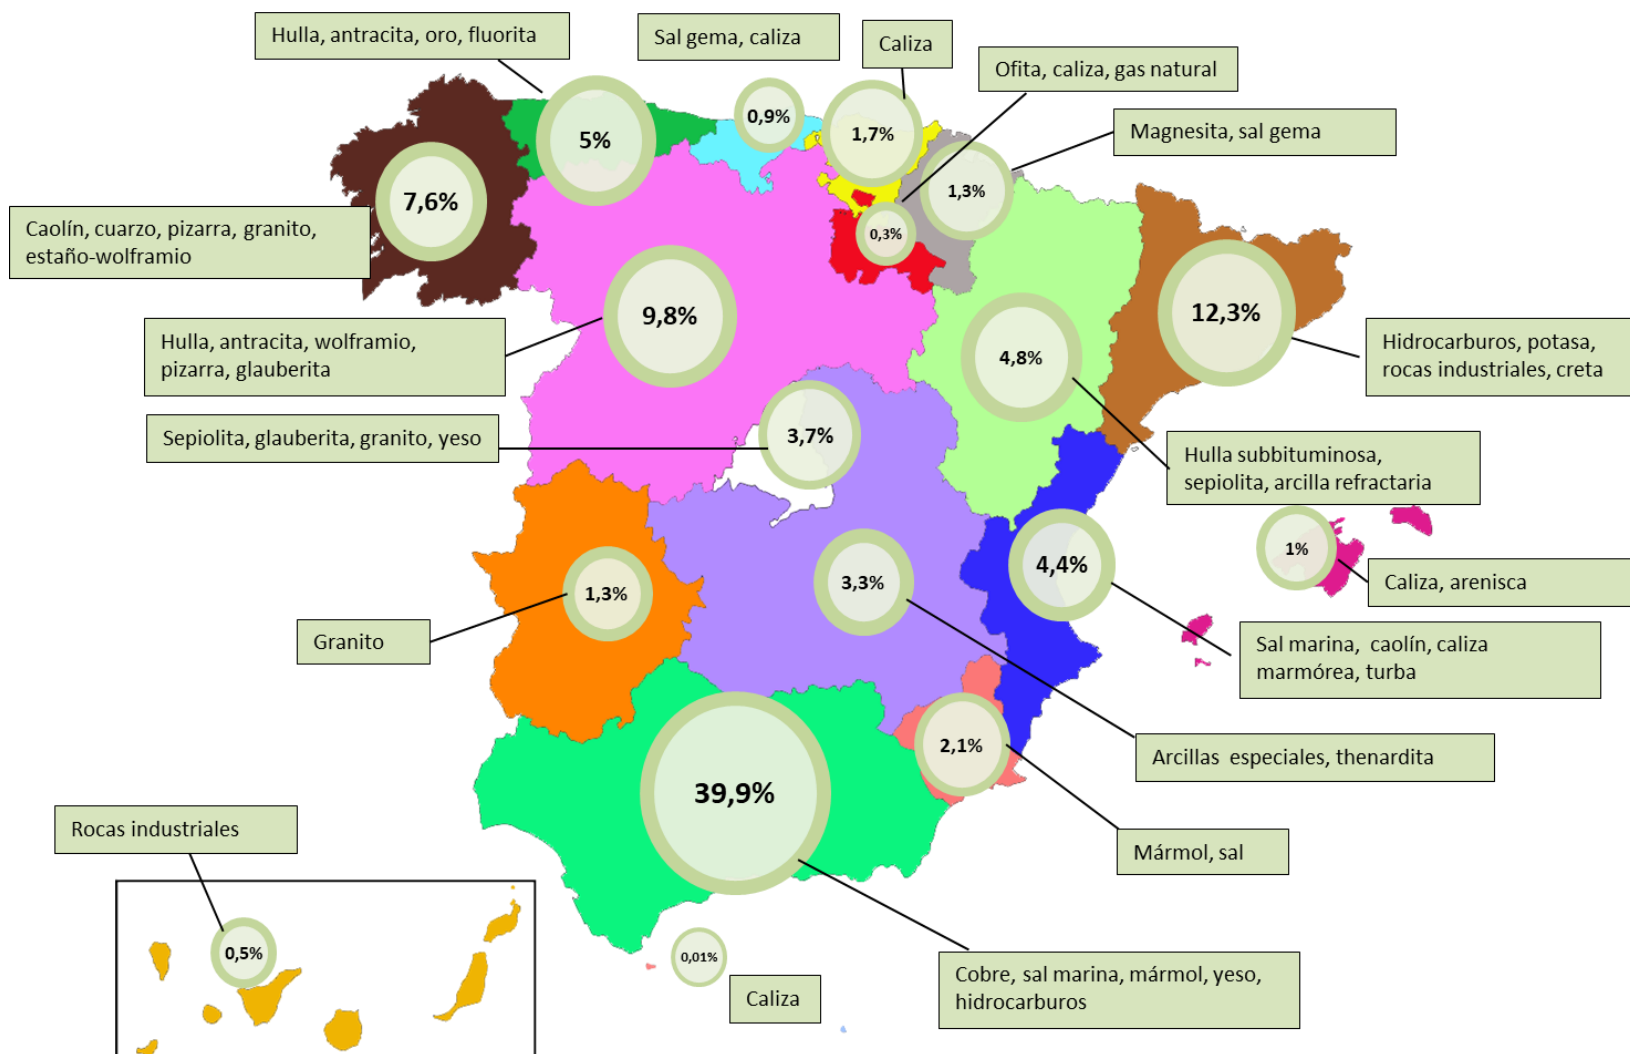 Hulla, antracita, oro, fluorita
Sal gema, caliza
Caliza
Ofita, caliza, gas natural
Magnesita, sal gema
0,9%
1,7%
5%
1,3%
7,6%
0,3%
Caolín, cuarzo, pizarra, granito,
estaño-wolframio
9,8%
12,3%
Hulla, antracita, wolframio,
pizarra, glauberita
4,8%
Hidrocarburos, potasa,
rocas industriales, creta
Sepiolita, glauberita, granito, yeso
3,7%
Hulla subbituminosa,
sepiolita, arcilla refractaria
1%
4,4%
Caliza, arenisca
3,3%
1,3%
Granito
Sal marina,  caolín, caliza
marmórea, turba
2,1%
Arcillas  especiales, thenardita
39,9%
Rocas industriales
Mármol, sal
0,5%
0,01%
Cobre, sal marina, mármol, yeso,
hidrocarburos
Caliza